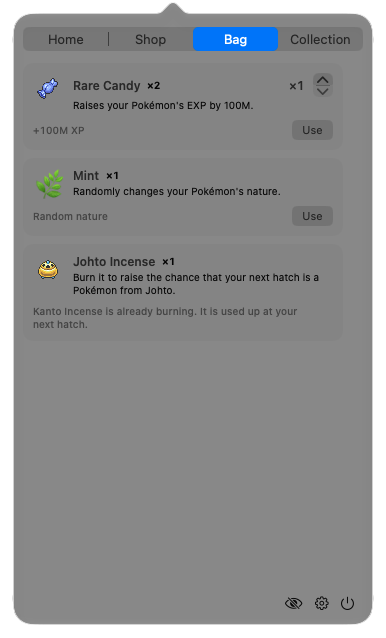 Home
Shop
Bag
Collection
Rare Candy ×2
×1
Raises your Pokémon's EXP by 100M.
+100M XP
Use
Mint ×1
Randomly changes your Pokémon's nature.
Random nature
Use
Johto Incense ×1
Burn it to raise the chance that your next hatch is a
Pokémon from Johto.
Kanto Incense is already burning. It is used up at your
next hatch.